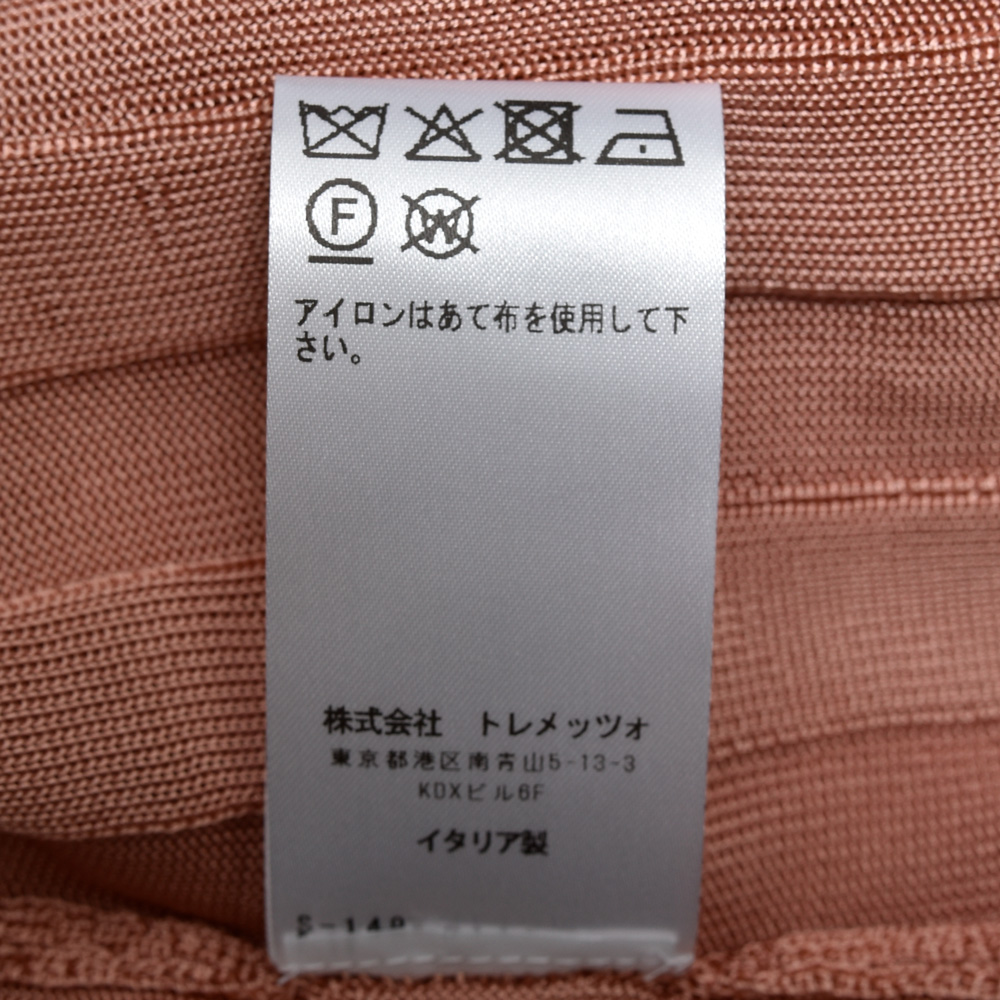 F
W
アイロンはあて布を使用して下
さい。
株式会社　トレメッツォ
東京都港区南青山5-13-3
KDXビル6F
イタリア製